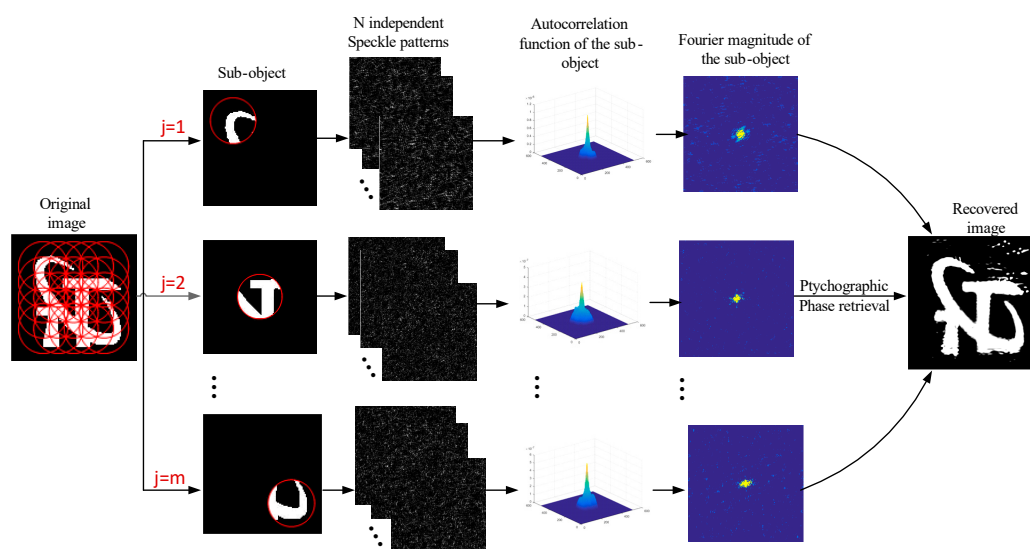 N independent
Speckle patterns
Autocorrelation
function of the sub-
object
Fourier magnitude of
the sub-object
Sub-object
j=1
Original
image
j=2
Ptychographic
Phase retrieval
Recovered
image
j=m